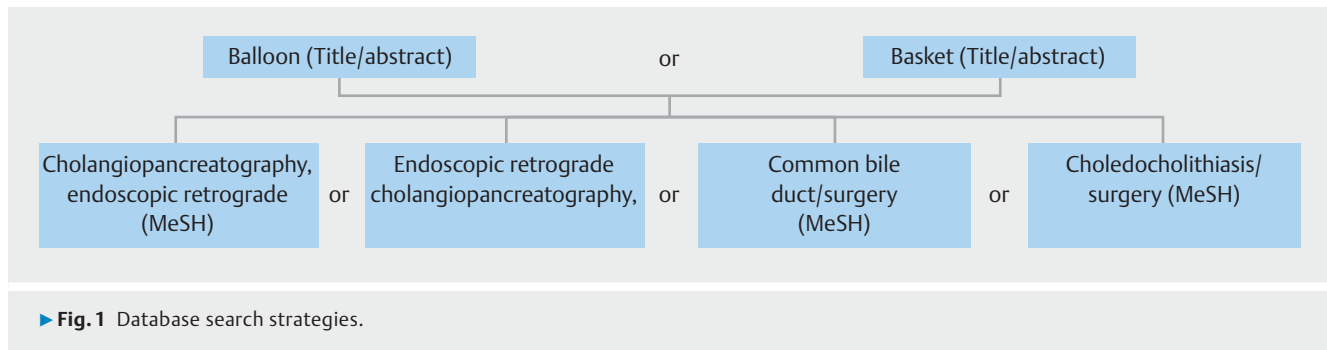 Balloon (Title/abstract) or Basket (Title/abstract)
Cholangiopancreatography,
endoscopic retrograde
(MeSH)
or
Endoscopic retrograde
cholangiopancreatography,
or
Common bile
duct/surgery
(MeSH)
or
Choledocholithiasis/
surgery (MeSH)
▶ Fig. 1 Database search strategies.